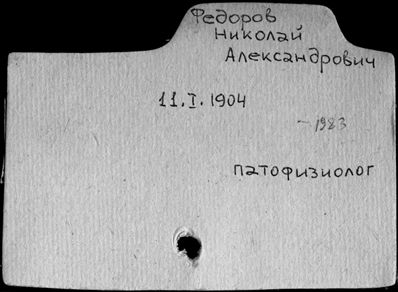 Федоров
Николай
Александрович
11.I.1904
- 1983
патофизиолог